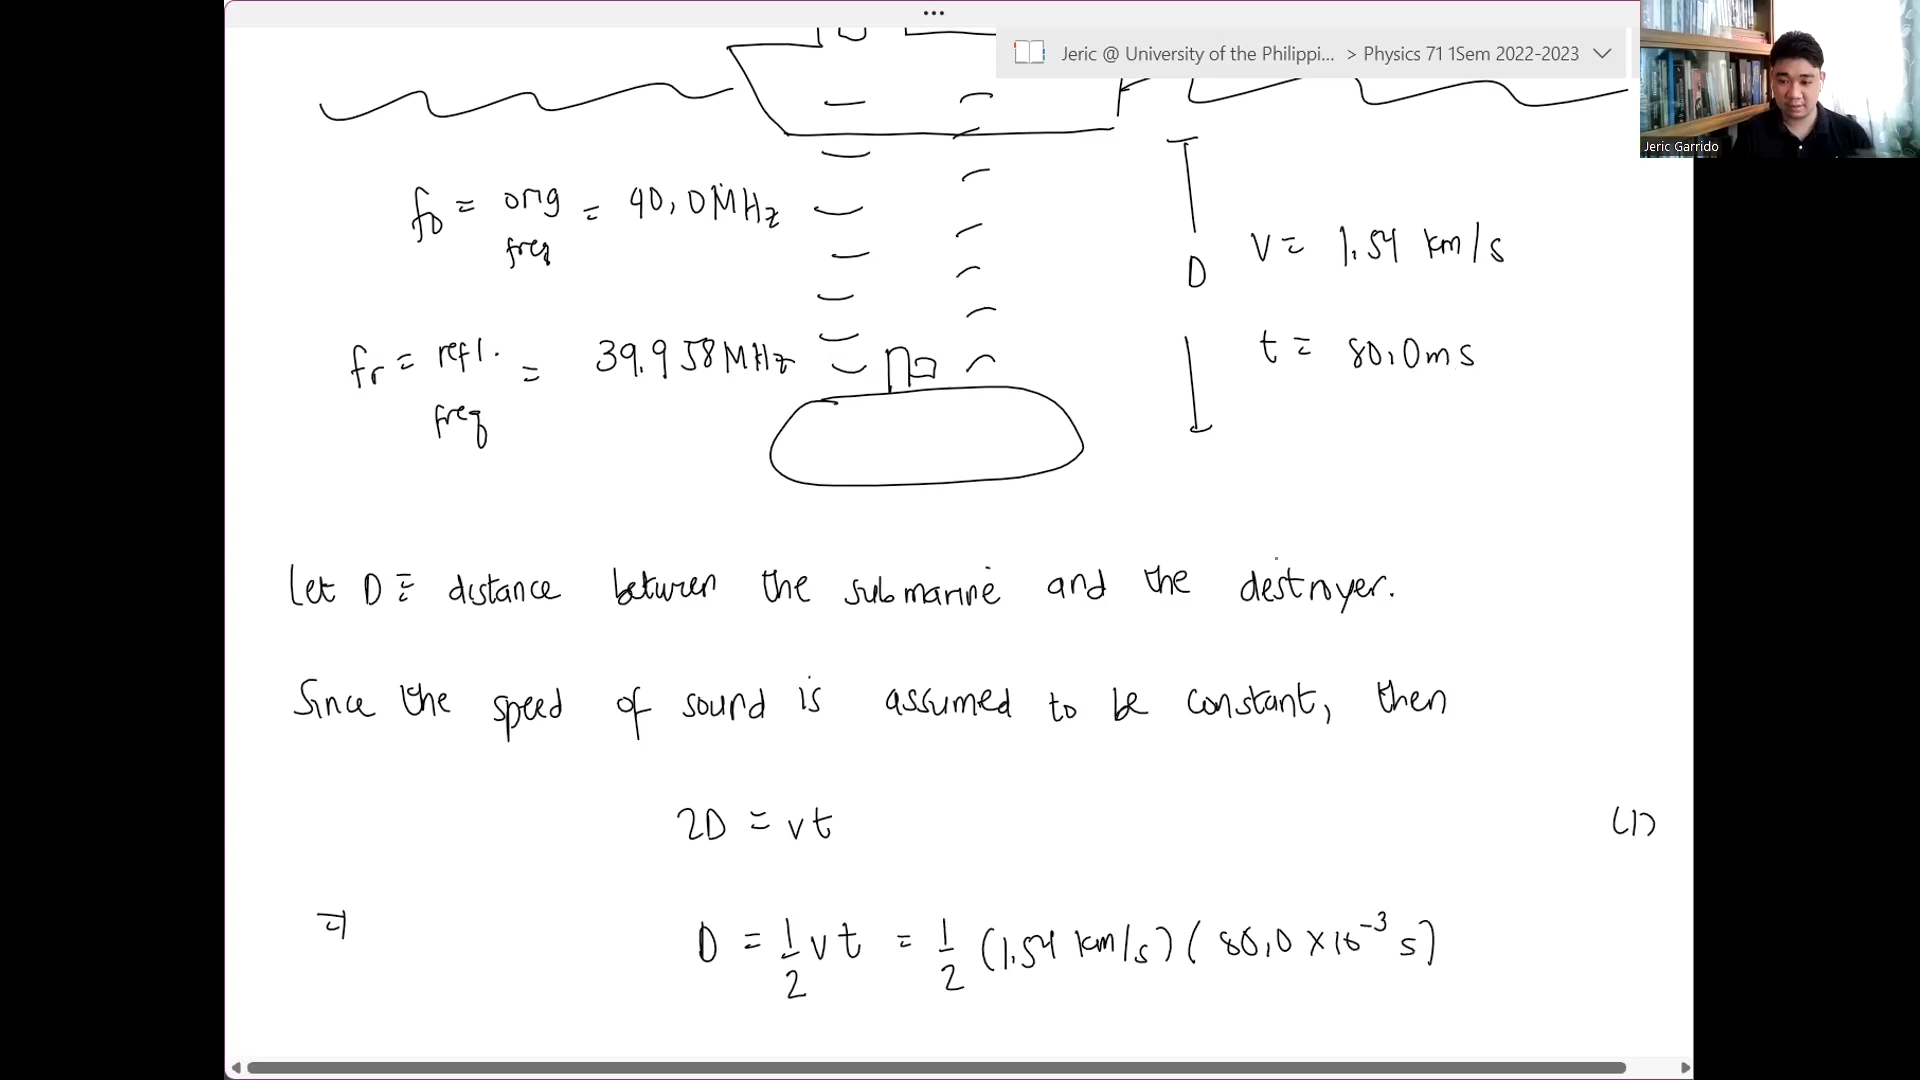 ...
Jeric @ University of the Philippi... > Physics 71 1Sem 2022-2023
Jeric Garrido
f₀ = orig freq = 40.0MHz
V = 1.54 km/s
D
fr = refl. freq = 39.958MHz
t = 80.0ms
Let D ≡ distance between the submarine and the destroyer.
Since the speed of sound is assumed to be constant, then
2D = vt (1)
⇒ D = 1/2 vt = 1/2 (1.54 km/s)(80.0 × 10⁻³ s)